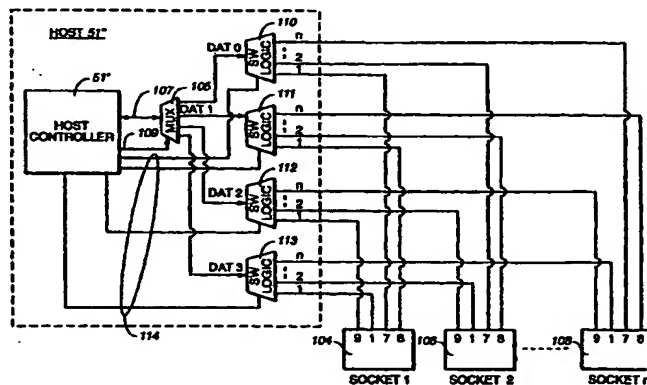 HOST 51"
110
n
2
1
DAT 0
SW LOGIC
51"
107
105
111
n
DAT 1
MUX
SW LOGIC
2
1
HOST CONTROLLER
109
112
n
DAT 2
SW LOGIC
2
1
113
n
DAT 3
SW LOGIC
2
1
114
104
9 1 7 8
9 1 7 8
9 1 7 8
SOCKET 1
SOCKET 2
SOCKET n